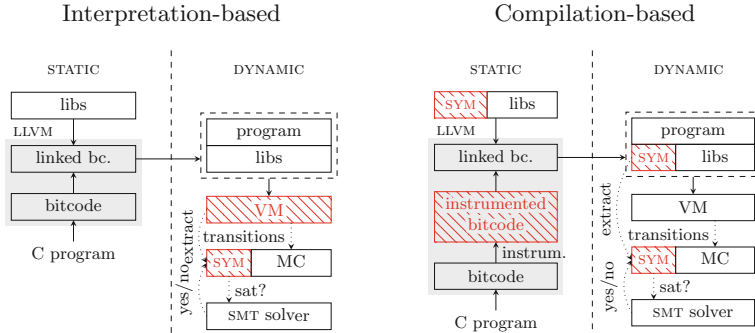 Interpretation-based
STATIC
DYNAMIC
libs
LLVM
program
linked bc.
libs
bitcode
VM
extract
transitions
C program
SYM
MC
yes/no
sat?
SMT solver
Compilation-based
STATIC
DYNAMIC
SYM
libs
LLVM
program
linked bc.
SYM
libs
extract
instrumented
bitcode
VM
transitions
instrum.
SYM
MC
bitcode
yes/no
sat?
C program
SMT solver